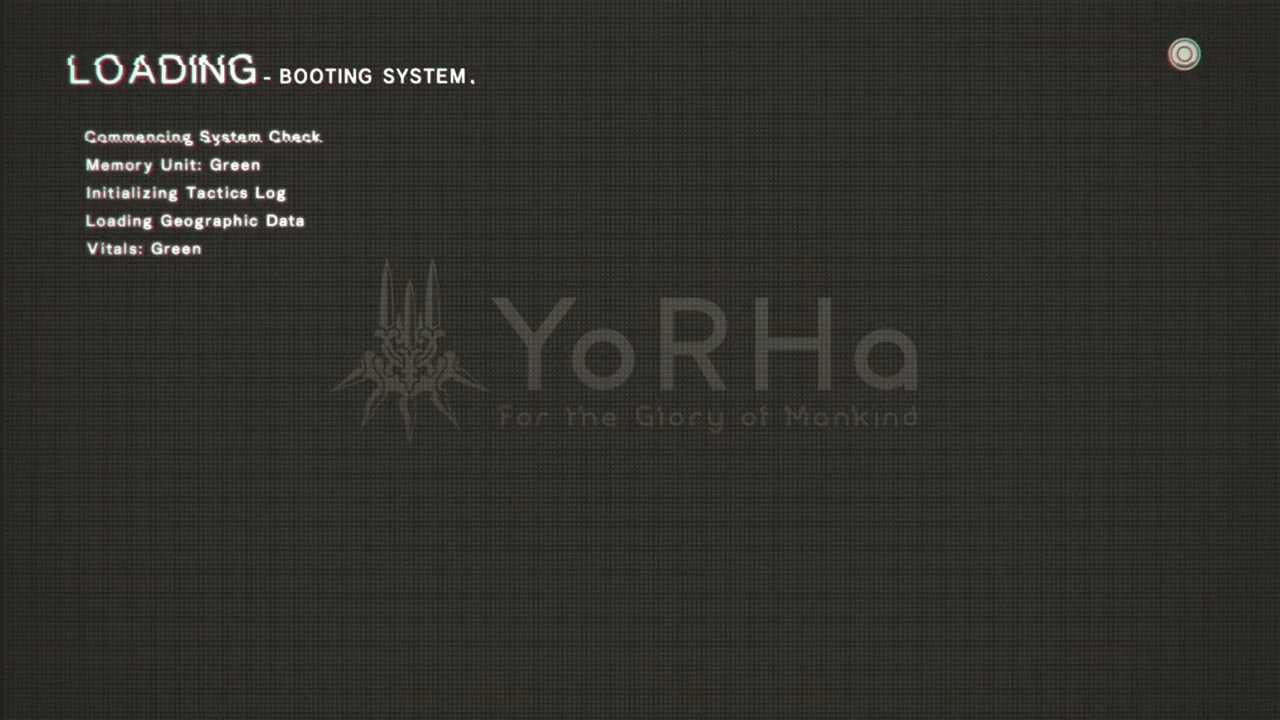 LOADING - BOOTING SYSTEM.
Commencing System Check.
Memory Unit: Green
Initializing Tactics Log
Loading Geographic Data
Vitals: Green
YoRHa
For the Glory of Mankind